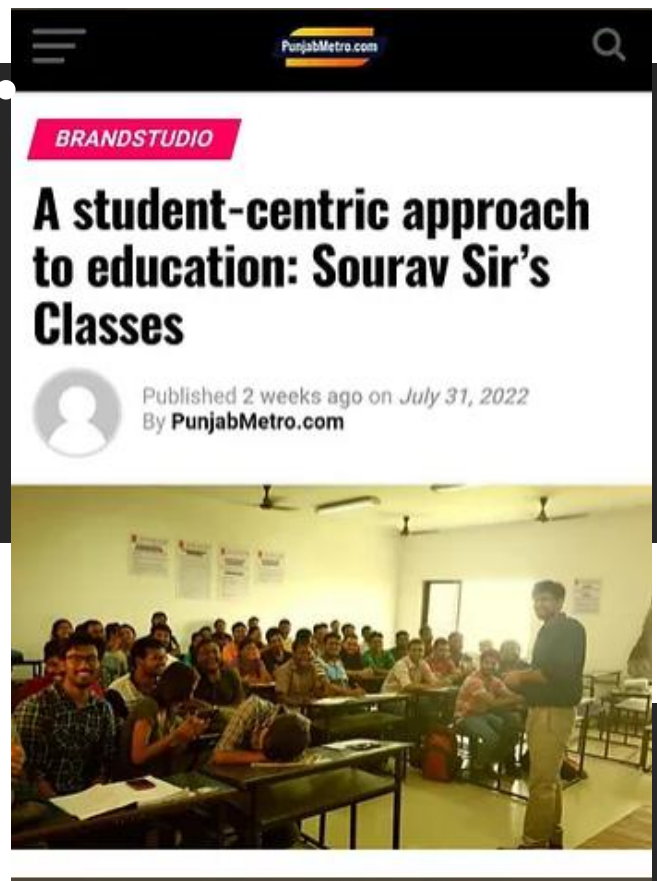 PunjabMetro.com
BRANDSTUDIO
A student-centric approach
to education: Sourav Sir's
Classes
Published 2 weeks ago on July 31, 2022
By PunjabMetro.com